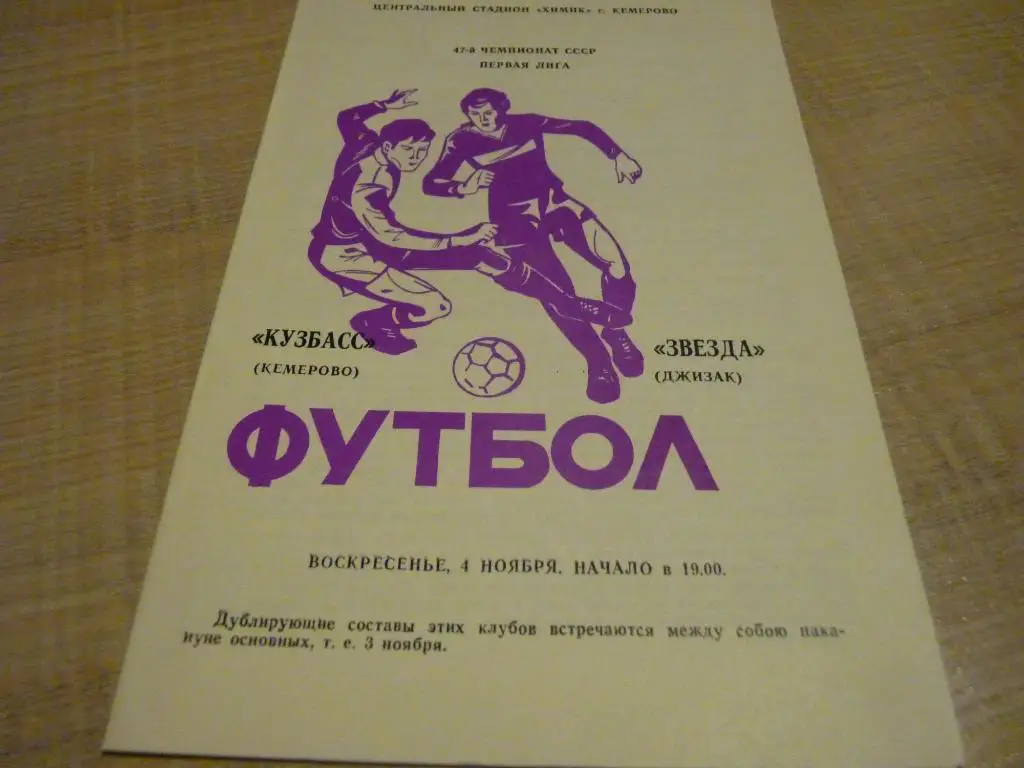 ЦЕНТРАЛЬНЫЙ СТАДИОН «ХИМИК» г. КЕМЕРОВО
47-й ЧЕМПИОНАТ СССР
ПЕРВАЯ ЛИГА
«КУЗБАСС»
(КЕМЕРОВО)
«ЗВЕЗДА»
(ДЖИЗАК)
ФУТБОЛ
ВОСКРЕСЕНЬЕ, 4 НОЯБРЯ. НАЧАЛО в 19.00.
Дублирующие составы этих клубов встречаются между собою нака-
нуне основных, т. е. 3 ноября.